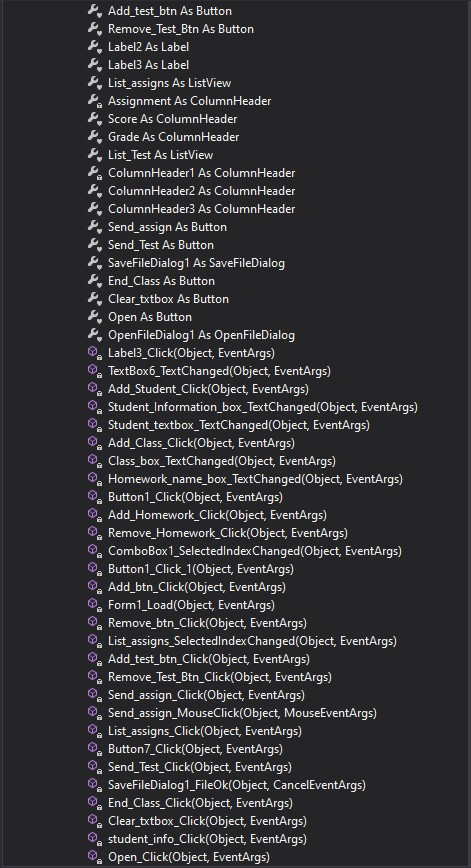 Add_test_btn As Button
Remove_Test_Btn As Button
Label2 As Label
Label3 As Label
List_assigns As ListView
Assignment As ColumnHeader
Score As ColumnHeader
Grade As ColumnHeader
List_Test As ListView
ColumnHeader1 As ColumnHeader
ColumnHeader2 As ColumnHeader
ColumnHeader3 As ColumnHeader
Send_assign As Button
Send_Test As Button
SaveFileDialog1 As SaveFileDialog
End_Class As Button
Clear_txtbox As Button
Open As Button
OpenFileDialog1 As OpenFileDialog
Label3_Click(Object, EventArgs)
TextBox6_TextChanged(Object, EventArgs)
Add_Student_Click(Object, EventArgs)
Student_Information_box_TextChanged(Object, EventArgs)
Student_textbox_TextChanged(Object, EventArgs)
Add_Class_Click(Object, EventArgs)
Class_box_TextChanged(Object, EventArgs)
Homework_name_box_TextChanged(Object, EventArgs)
Button1_Click(Object, EventArgs)
Add_Homework_Click(Object, EventArgs)
Remove_Homework_Click(Object, EventArgs)
ComboBox1_SelectedIndexChanged(Object, EventArgs)
Button1_Click_1(Object, EventArgs)
Add_btn_Click(Object, EventArgs)
Form1_Load(Object, EventArgs)
Remove_btn_Click(Object, EventArgs)
List_assigns_SelectedIndexChanged(Object, EventArgs)
Add_test_btn_Click(Object, EventArgs)
Remove_Test_Btn_Click(Object, EventArgs)
Send_assign_Click(Object, EventArgs)
Send_assign_MouseClick(Object, MouseEventArgs)
List_assigns_Click(Object, EventArgs)
Button7_Click(Object, EventArgs)
Send_Test_Click(Object, EventArgs)
SaveFileDialog1_FileOk(Object, CancelEventArgs)
End_Class_Click(Object, EventArgs)
Clear_txtbox_Click(Object, EventArgs)
student_info_Click(Object, EventArgs)
Open_Click(Object, EventArgs)